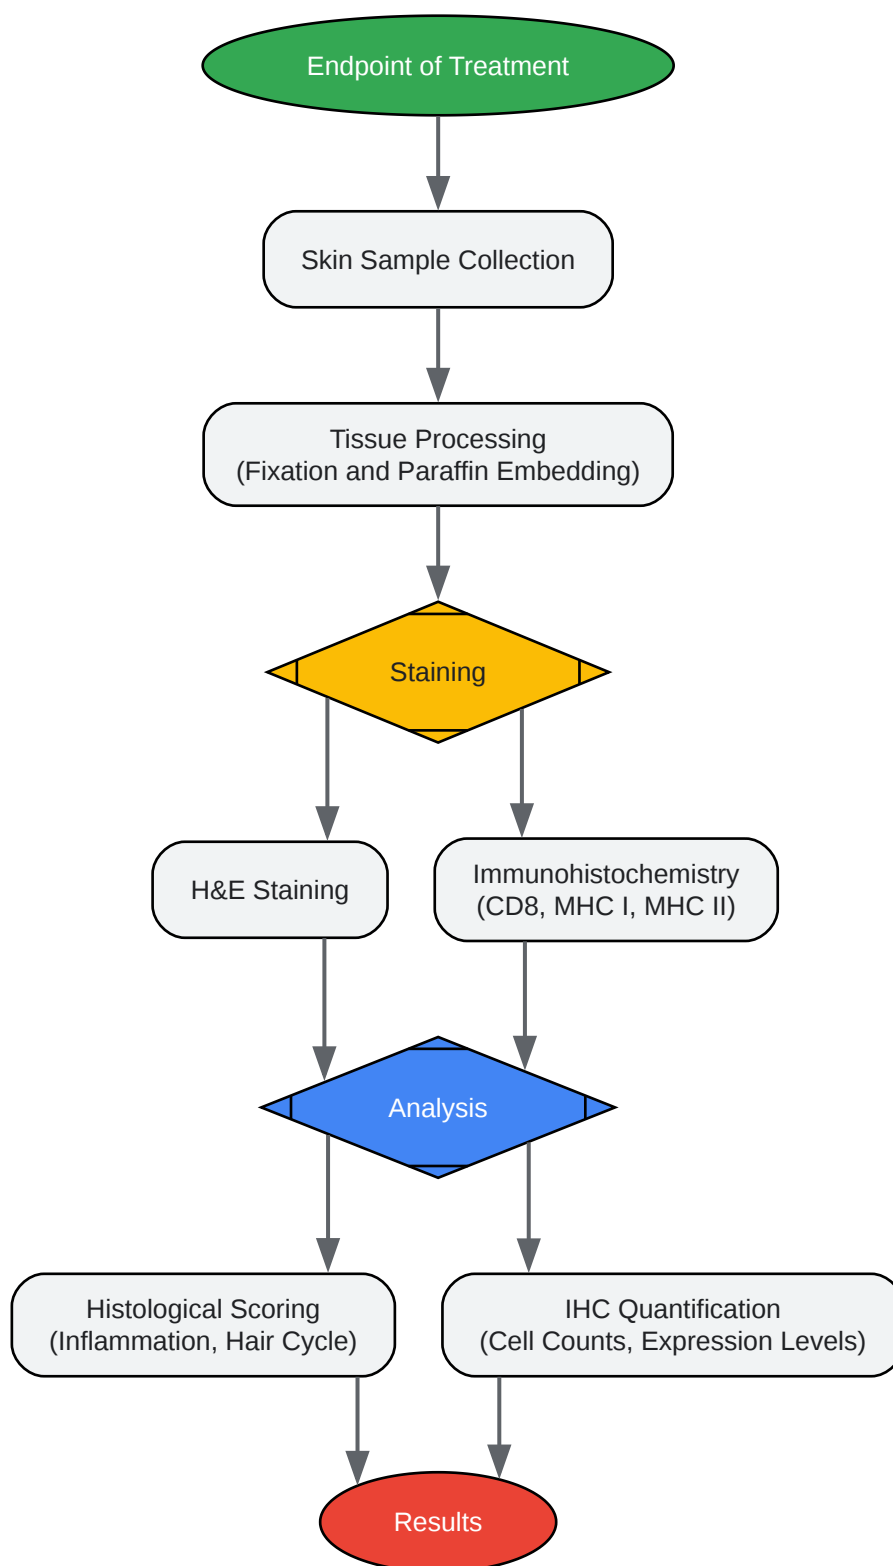 Endpoint of Treatment
Skin Sample Collection
Tissue Processing
(Fixation and Paraffin Embedding)
Staining
H&E Staining
Immunohistochemistry
(CD8, MHC I, MHC II)
Analysis
Histological Scoring
(Inflammation, Hair Cycle)
IHC Quantification
(Cell Counts, Expression Levels)
Results